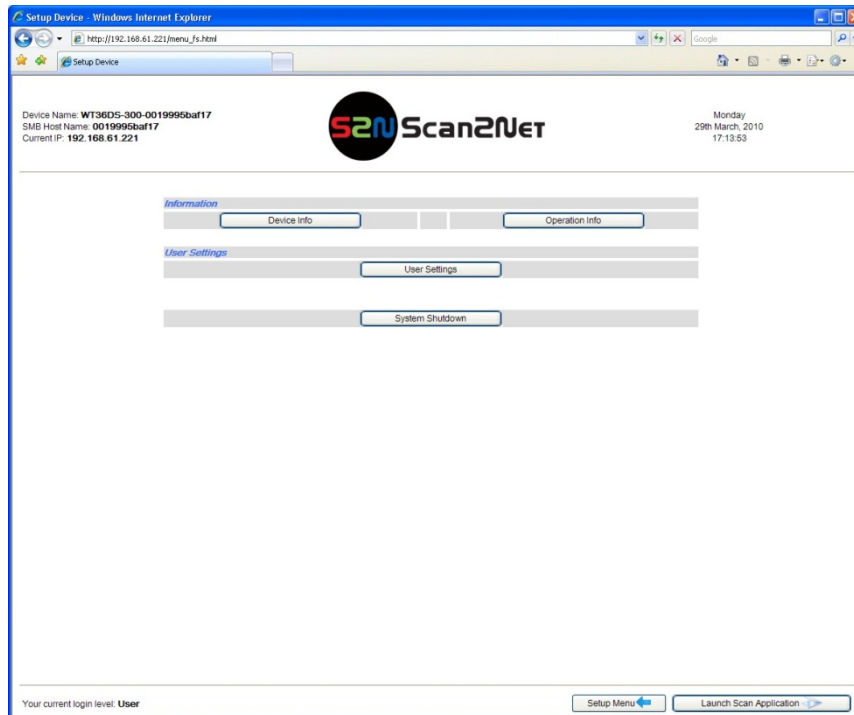 Setup Device - Windows Internet Explorer
http://192.168.61.221/menu_fs.html
Google
Setup Device
Device Name: WT36DS-300-0019995baf17
SMB Host Name: 0019995baf17
Current IP: 192.168.61.221
S2N Scan2Net
Monday
29th March, 2010
17:13:53
Information
Device Info
Operation Info
User Settings
User Settings
System Shutdown
Your current login level: User
Setup Menu
Launch Scan Application